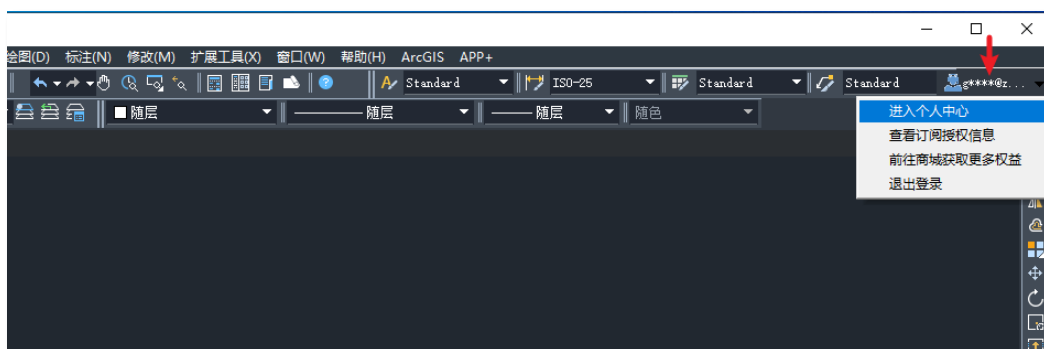 绘图(D) 标注(N) 修改(M) 扩展工具(X) 窗口(W) 帮助(H) ArcGIS APP+
Standard ISO-25 Standard Standard g****@z...
随层 随层 随层 随色
进入个人中心
查看订阅授权信息
前往商城获取更多权益
退出登录